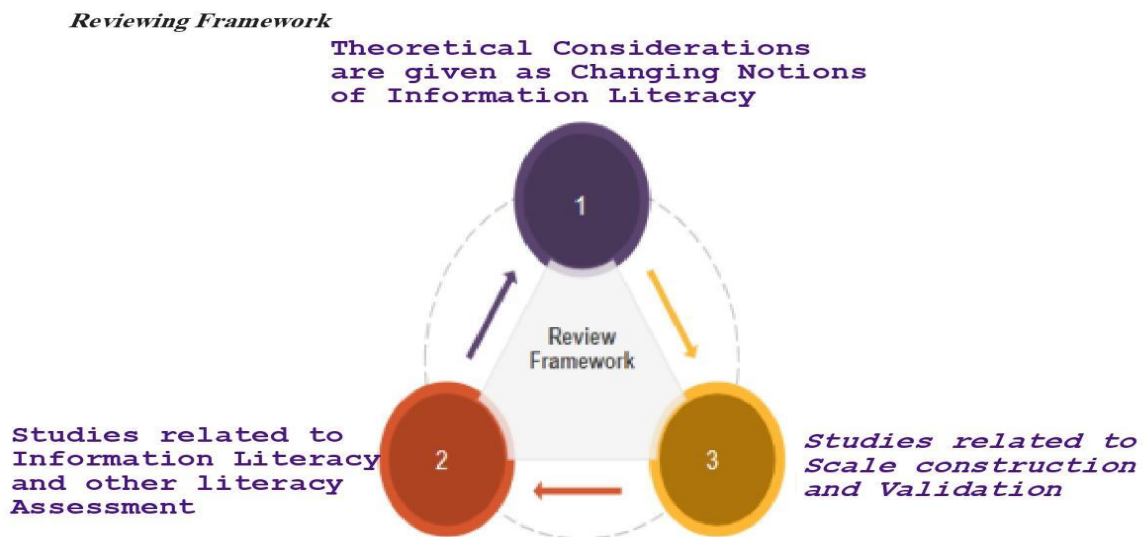 Reviewing Framework
Theoretical Considerations
are given as Changing Notions
of Information Literacy
1
Review
Framework
Studies related to
Information Literacy
and other literacy
Assessment
2
3
Studies related to
Scale construction
and Validation